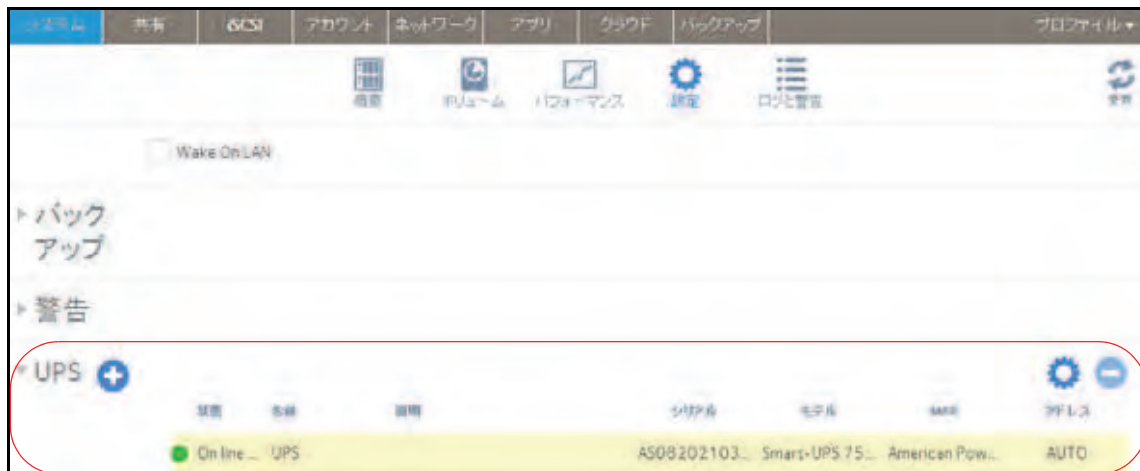 システム 共有 iSCSI アカウント ネットワーク アプリ クラウド バックアップ プロファイル
概要 ボリューム パフォーマンス 設定 ログと警告 更新
Wake On LAN
バック
アップ
警告
UPS
状態 名前 説明 シリアル モデル アドレス
On line ... UPS AS08202103... Smart-UPS 75... American Pow... AUTO